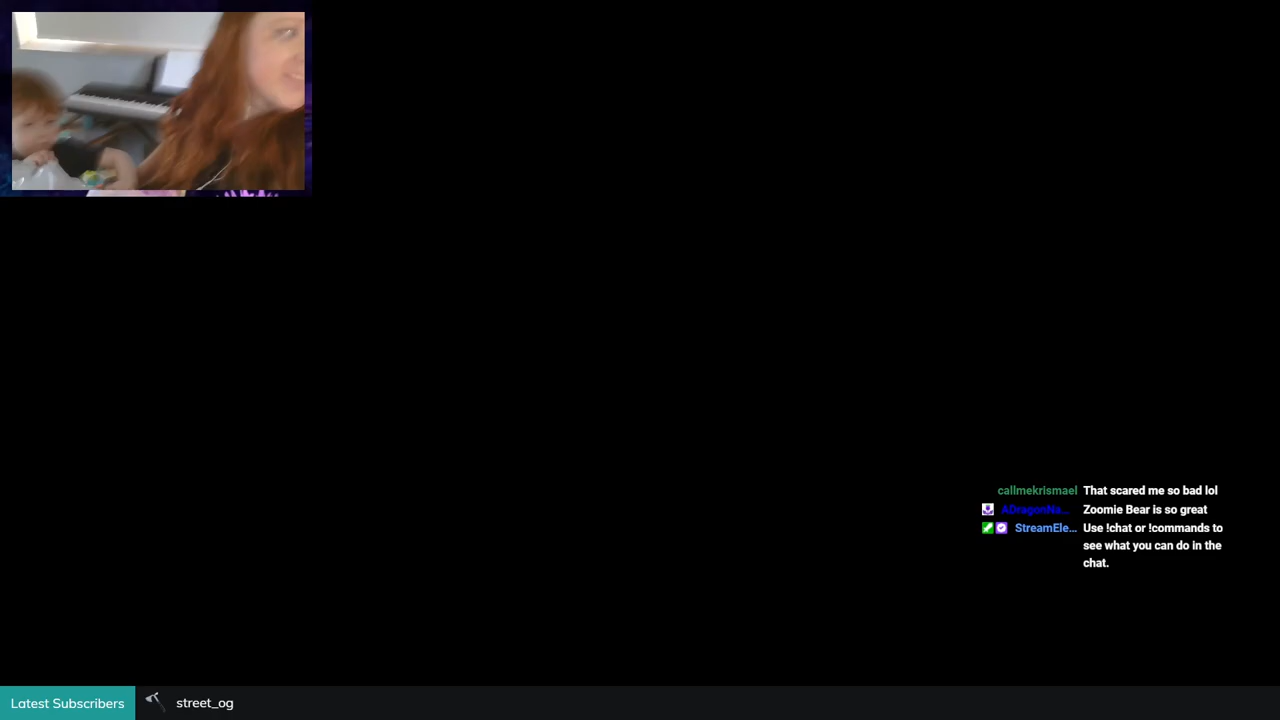 callmekrismael That scared me so bad lol
ADragonNa... Zoomie Bear is so great
StreamEle... Use !chat or !commands to
see what you can do in the
chat.
Latest Subscribers street_og